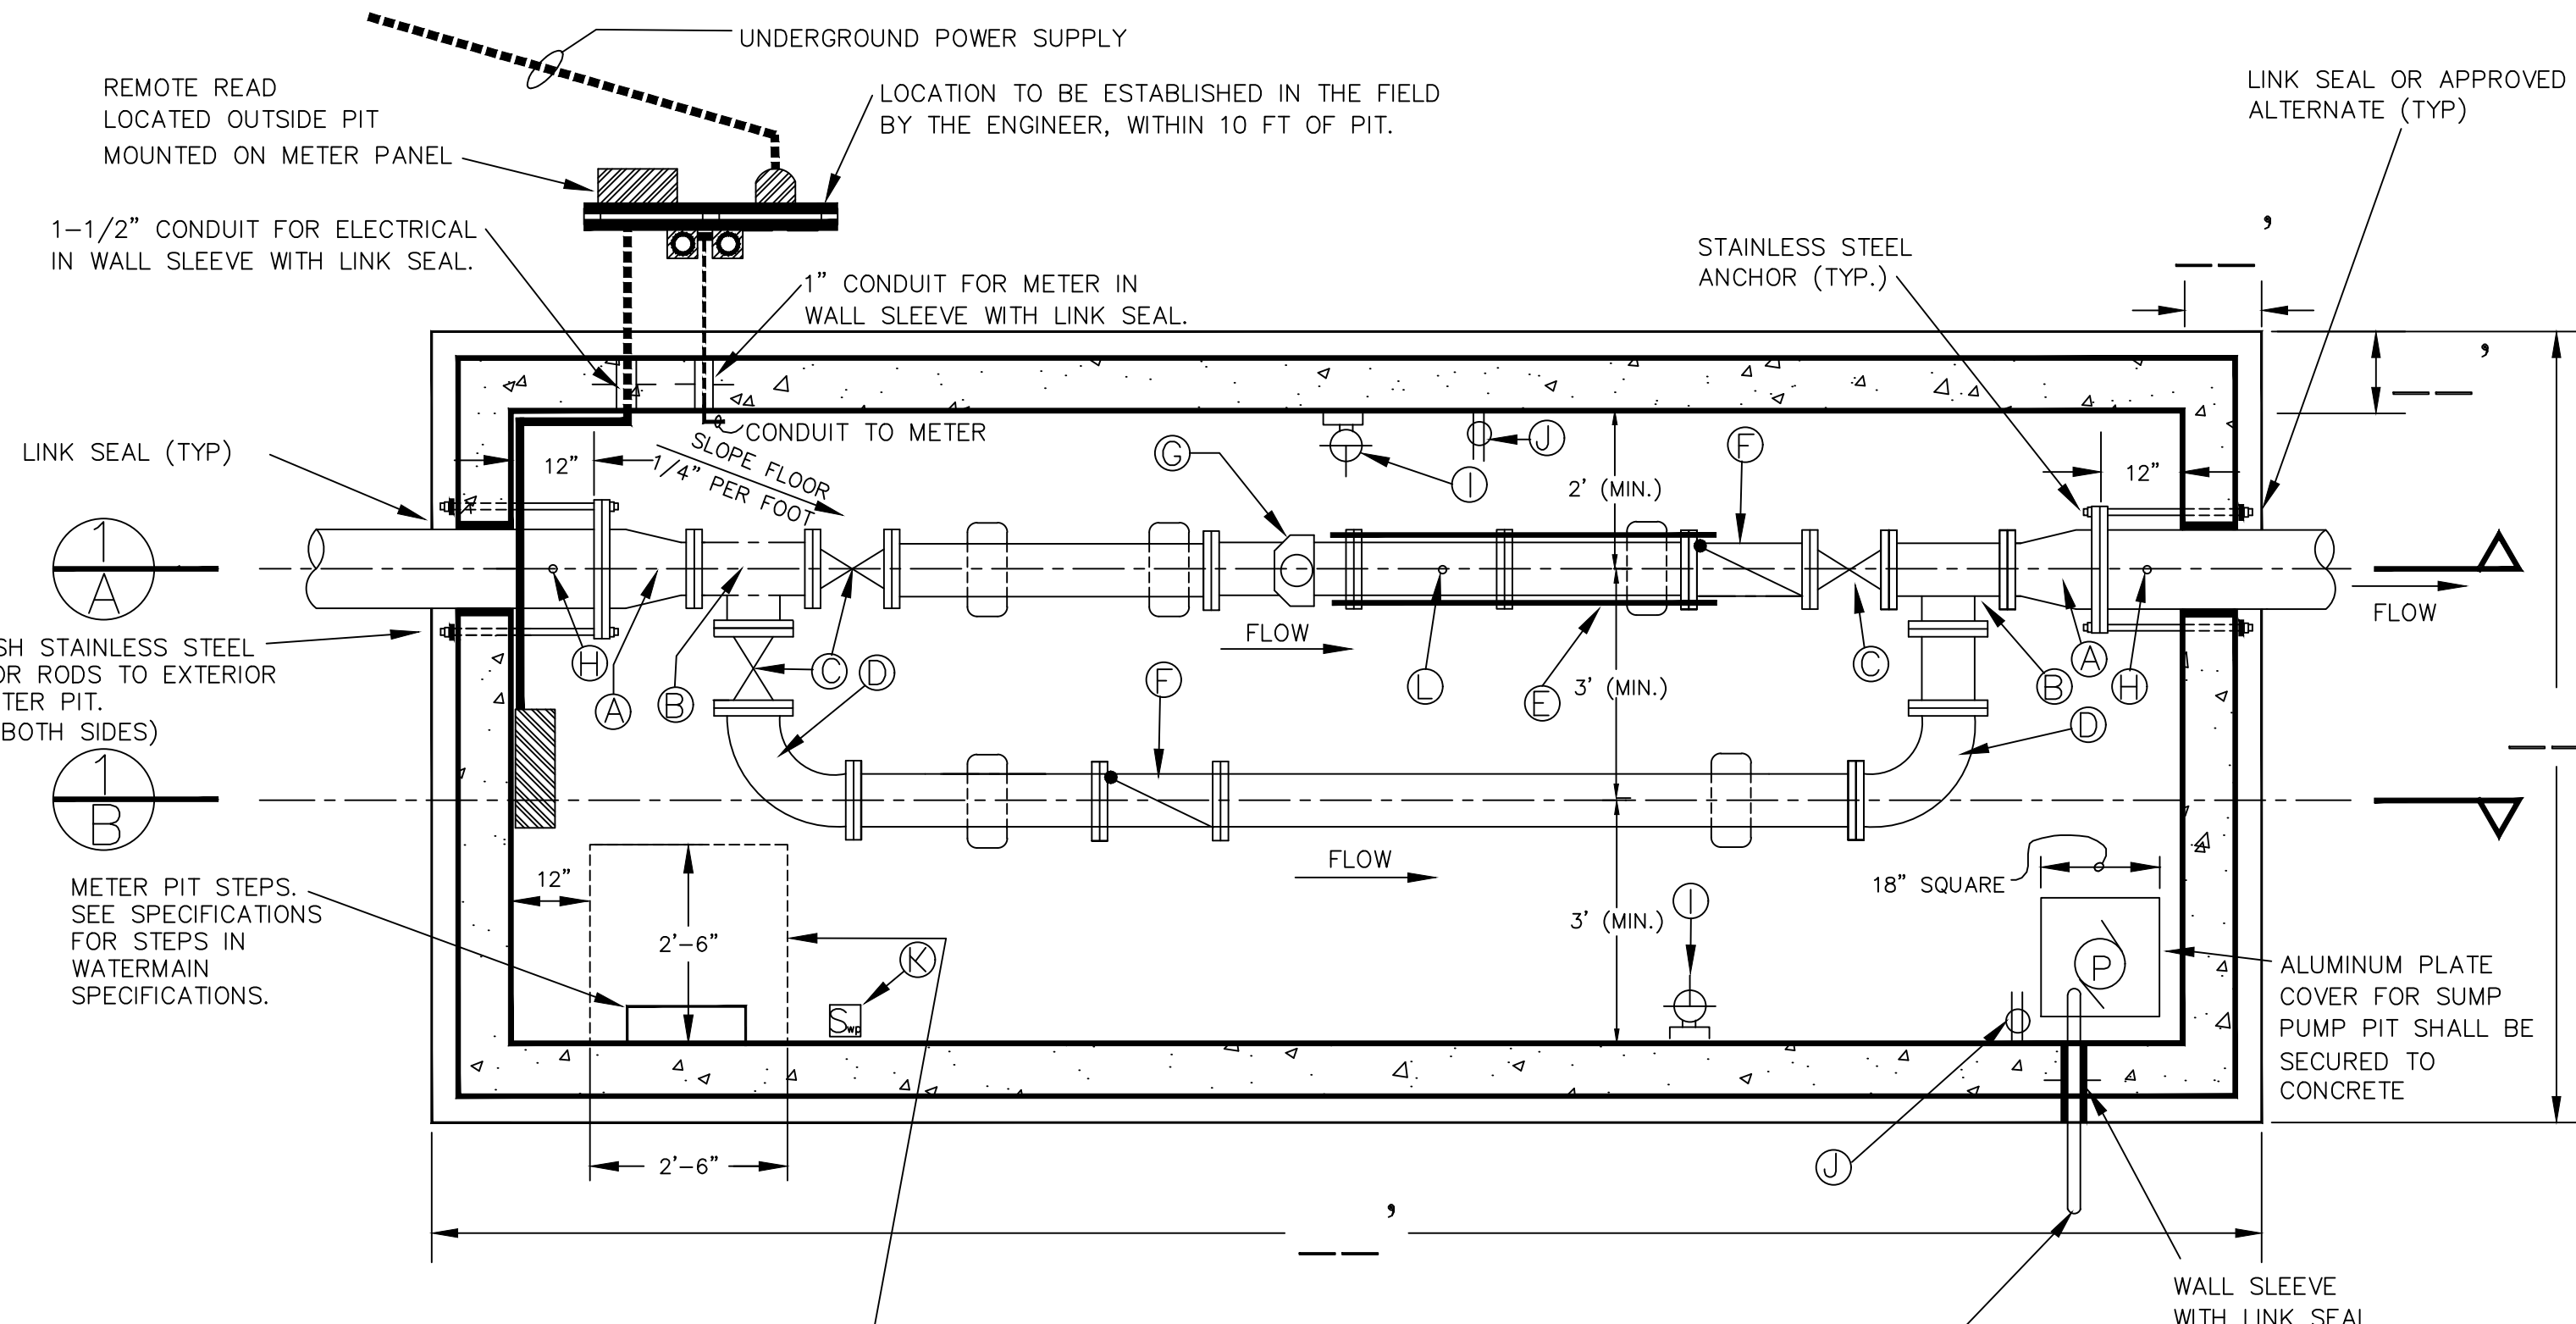 UNDERGROUND POWER SUPPLY
REMOTE READ
LOCATED OUTSIDE PIT
MOUNTED ON METER PANEL
LOCATION TO BE ESTABLISHED IN THE FIELD
BY THE ENGINEER, WITHIN 10 FT OF PIT.
LINK SEAL OR APPROVED
ALTERNATE (TYP)
1-1/2" CONDUIT FOR ELECTRICAL
IN WALL SLEEVE WITH LINK SEAL.
1" CONDUIT FOR METER IN
WALL SLEEVE WITH LINK SEAL.
STAINLESS STEEL
ANCHOR (TYP.)
__'
__'
CONDUIT TO METER
LINK SEAL (TYP)
12"
SLOPE FLOOR
1/4" PER FOOT
G
I
J
2' (MIN.)
F
12"
1
A
FLOW
FLOW
SH STAINLESS STEEL
OR RODS TO EXTERIOR
TER PIT.
BOTH SIDES)
H
A
B
C
D
F
L
E
3' (MIN.)
C
B
A
H
D
__
1
B
FLOW
METER PIT STEPS.
SEE SPECIFICATIONS
FOR STEPS IN
WATERMAIN
SPECIFICATIONS.
12"
2'-6"
K
Swp
3' (MIN.)
I
18" SQUARE
P
ALUMINUM PLATE
COVER FOR SUMP
PUMP PIT SHALL BE
SECURED TO
CONCRETE
2'-6"
J
__'
WALL SLEEVE
WITH LINK SEAL